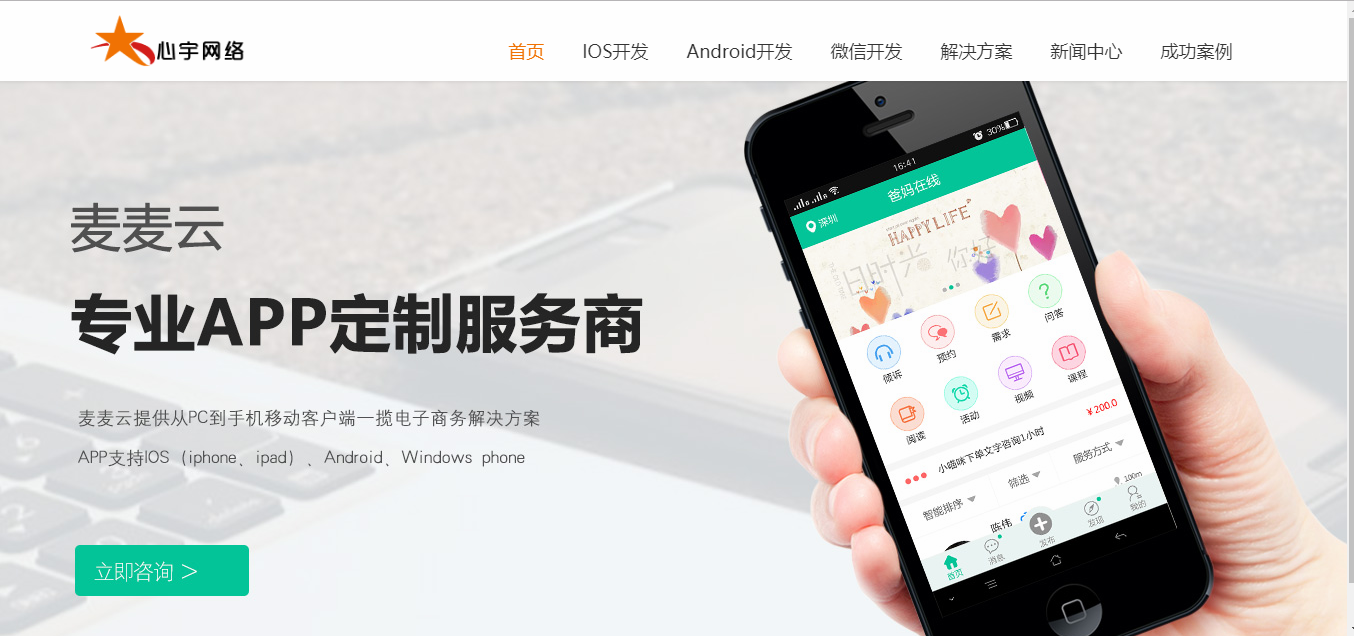 心宇网络
首页 IOS开发 Android开发 微信开发 解决方案 新闻中心 成功案例
麦麦云
专业APP定制服务商
麦麦云提供从PC到手机移动客户端一揽电子商务解决方案
APP支持IOS（iphone、ipad）、Android、Windows phone
立即咨询 >
16:41
30%
深圳
爸妈在线
HAPPY LIFE
旧时光 你好
倾诉 预约 需求 问答
阅读 活动 视频 课程
小喵咪下单文字咨询1小时 ￥200.0
智能排序 筛选 服务方式
陈伟
100m
首页 消息 发布 发现 我的